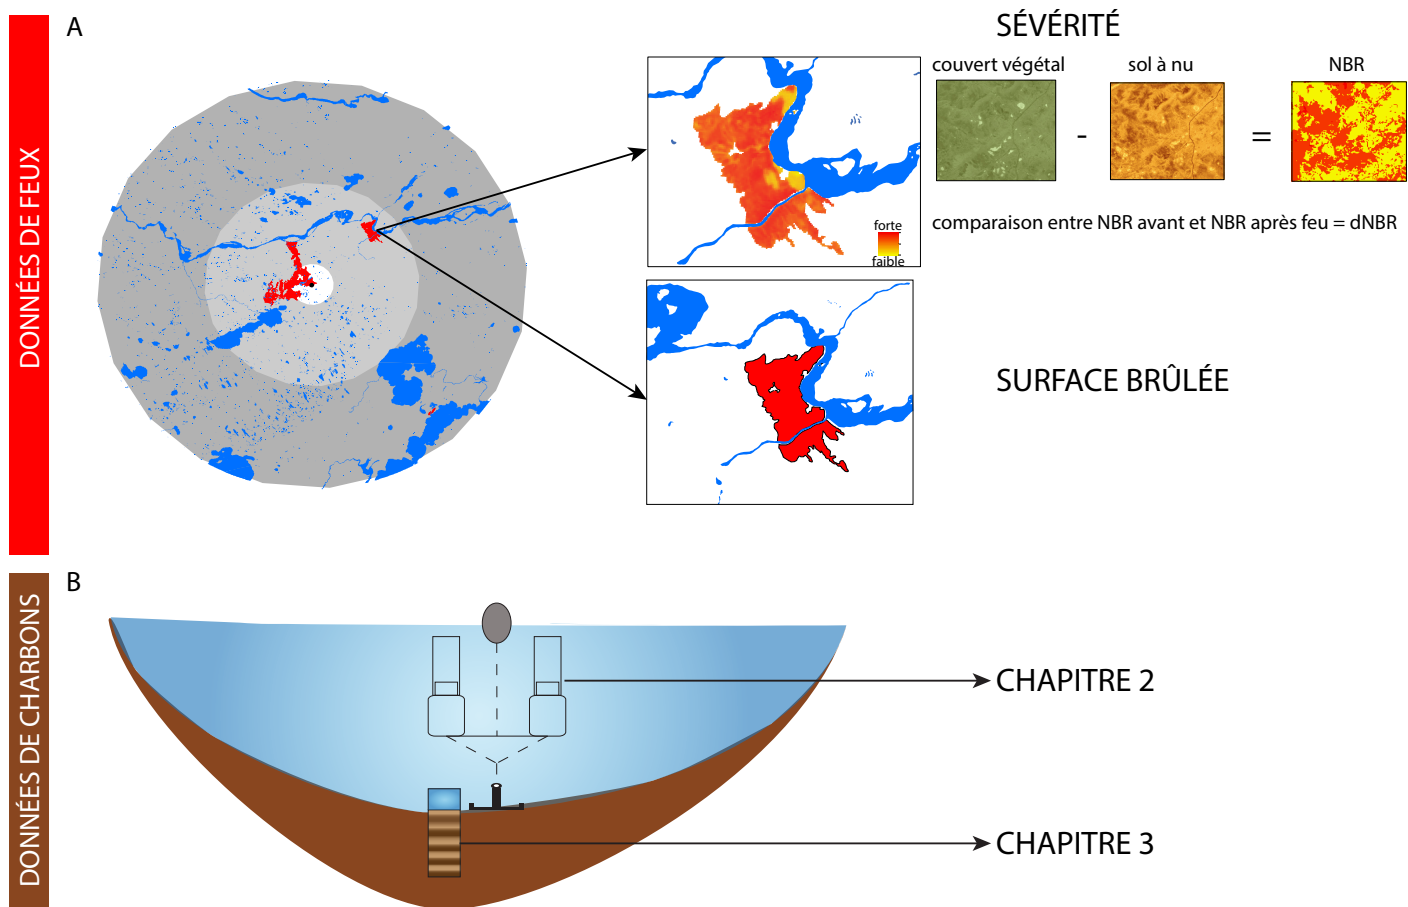 DONNÉES DE FEUX
A
SÉVÉRITÉ
couvert végétal
sol à nu
NBR
-
=
comparaison entre NBR avant et NBR après feu = dNBR
forte
faible
SURFACE BRÛLÉE
DONNÉES DE CHARBONS
B
CHAPITRE 2
CHAPITRE 3